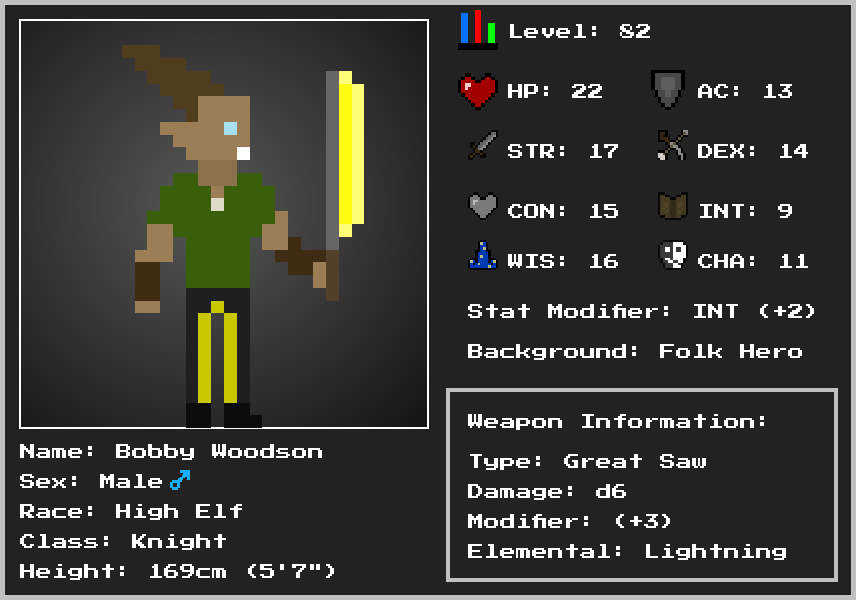 Level: 82
HP: 22 AC: 13
STR: 17 DEX: 14
CON: 15 INT: 9
WIS: 16 CHA: 11
Stat Modifier: INT (+2)
Background: Folk Hero
Weapon Information:
Type: Great Saw
Damage: d6
Modifier: (+3)
Elemental: Lightning
Name: Bobby Woodson
Sex: Male♂
Race: High Elf
Class: Knight
Height: 169cm (5'7")